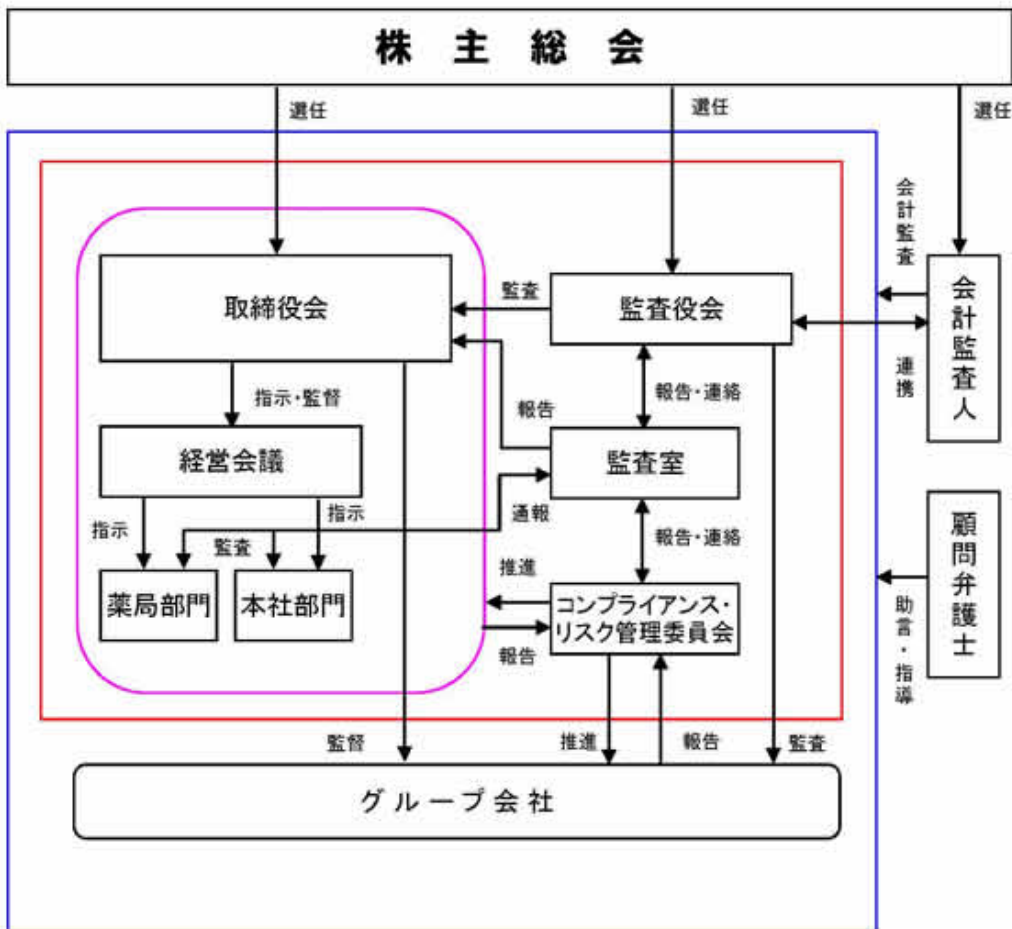 株主総会
選任
選任
選任
会計監査
取締役会
監査
監査役会
会計監査人
連携
指示・監督
報告
報告・連絡
経営会議
監査室
指示
指示
通報
監査
報告・連絡
顧問弁護士
推進
薬局部門
本社部門
コンプライアンス・
リスク管理委員会
助言・指導
報告
監督
推進
報告
監査
グループ会社